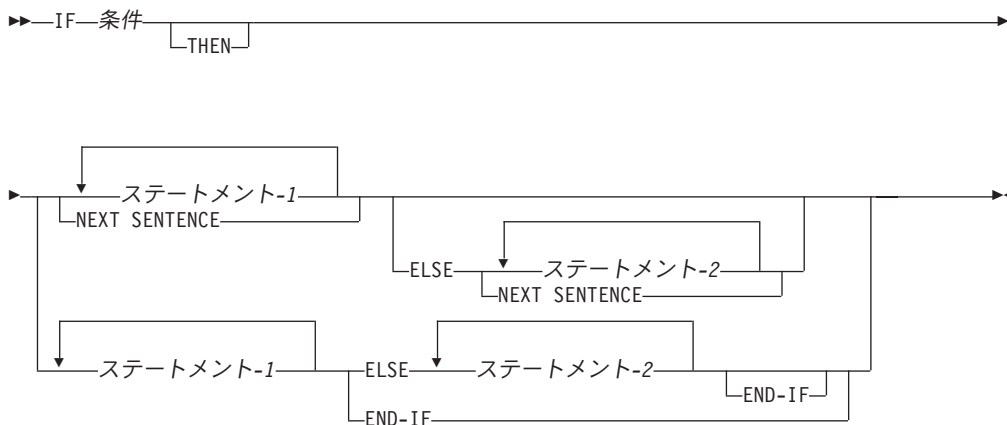 IF 条件
THEN
ステートメント-1
NEXT SENTENCE
ELSE ステートメント-2
NEXT SENTENCE
ステートメント-1 ELSE ステートメント-2
END-IF
END-IF